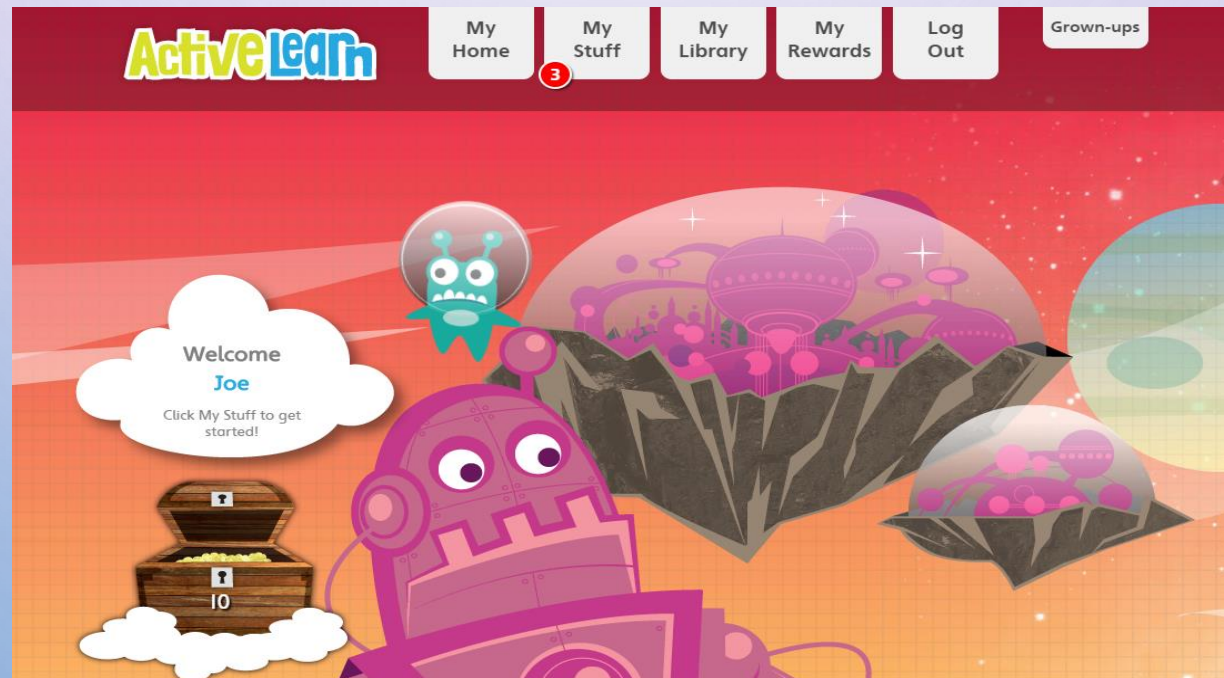 ActiveLearn
My Home
My Stuff
3
My Library
My Rewards
Log Out
Grown-ups
Welcome
Joe
Click My Stuff to get
started!
10